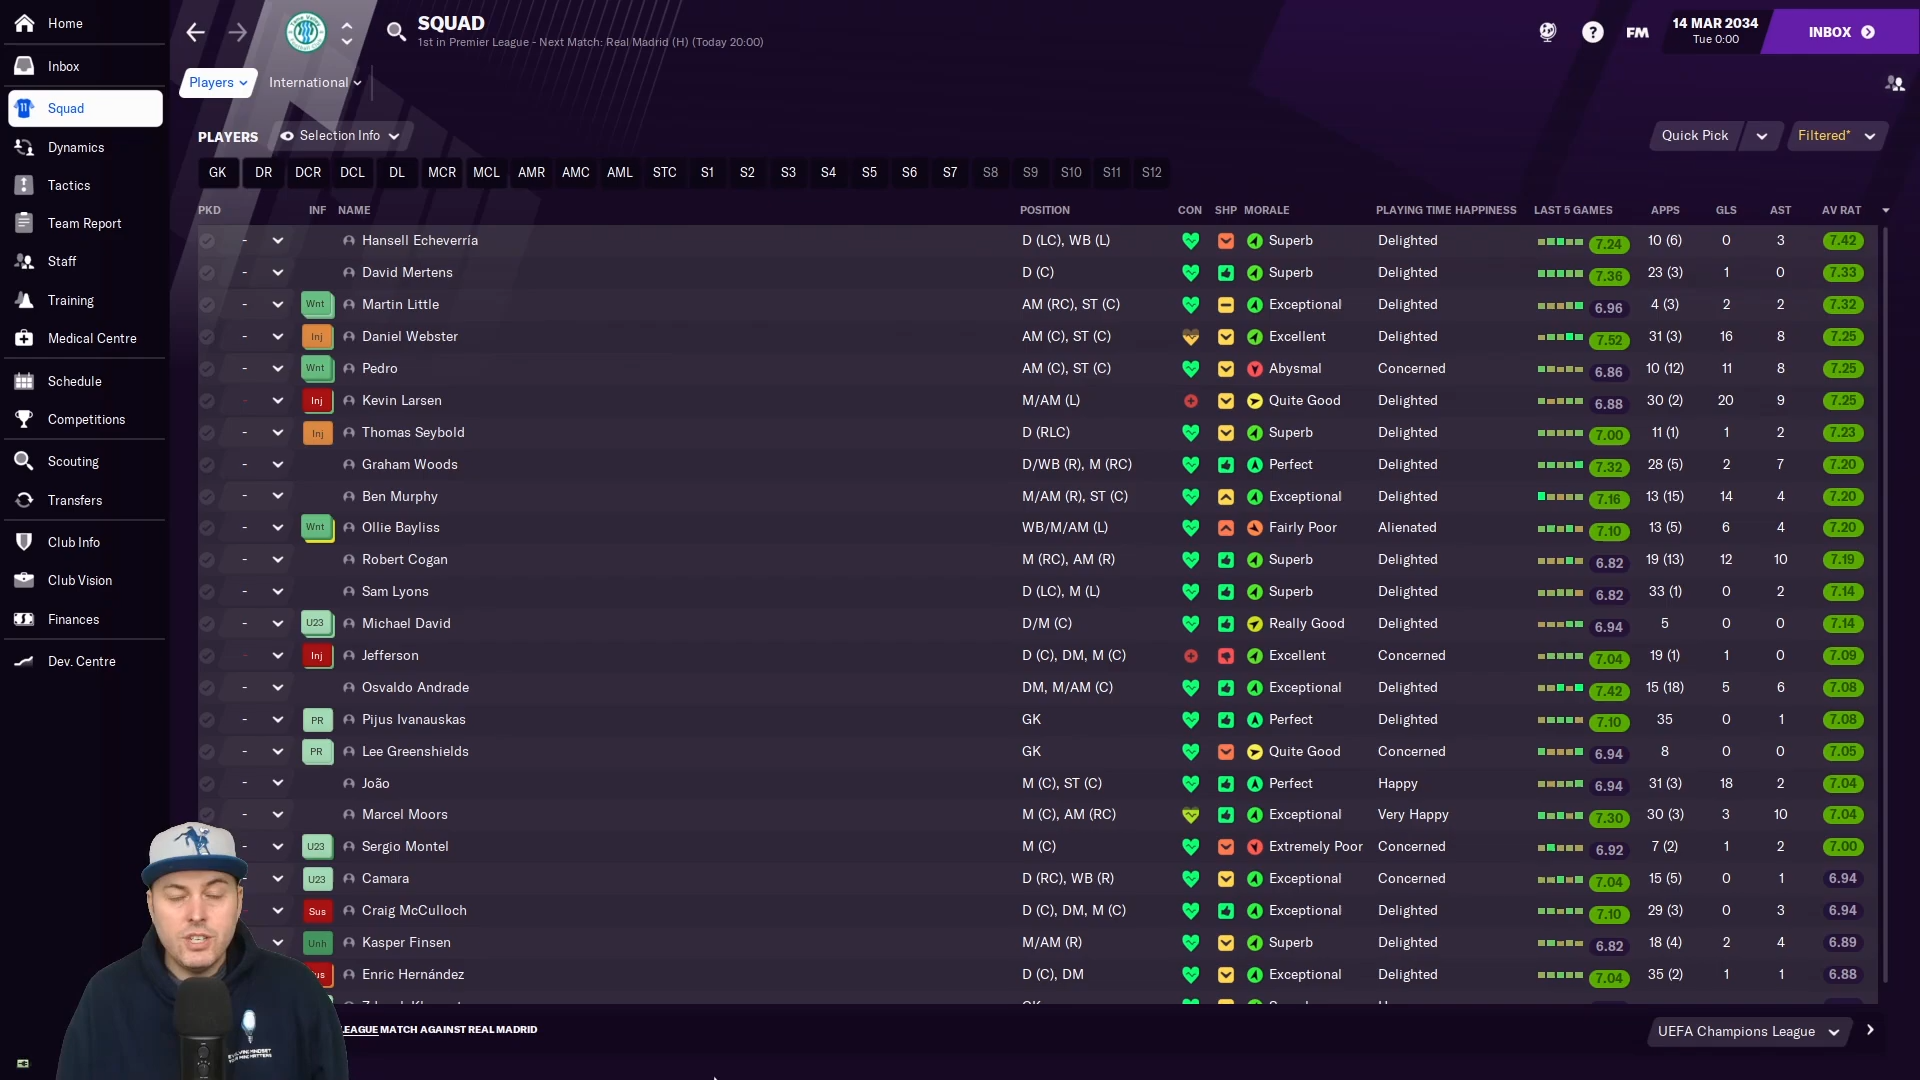 Home
Inbox
Squad
Dynamics
Tactics
Team Report
Staff
Training
Medical Centre
Schedule
Competitions
Scouting
Transfers
Club Info
Club Vision
Finances
Dev. Centre
SQUAD
1st in Premier League - Next Match: Real Madrid (H) (Today 20:00)
?
FM
14 MAR 2034
Tue 0:00
INBOX
Players
International
PLAYERS
Selection Info
Quick Pick
Filtered*
GK DR DCR DCL DL MCR MCL AMR AMC AML STC S1 S2 S3 S4 S5 S6 S7 S8 S9 S10 S11 S12
PKD INF NAME POSITION CON SHP MORALE PLAYING TIME HAPPINESS LAST 5 GAMES APPS GLS AST AV RAT
- Hansell Echeverría D (LC), WB (L) Superb Delighted 7.24 10 (6) 0 3 7.42
- David Mertens D (C) Superb Delighted 7.36 23 (3) 1 0 7.33
- Wnt Martin Little AM (RC), ST (C) Exceptional Delighted 6.96 4 (3) 2 2 7.32
- Inj Daniel Webster AM (C), ST (C) Excellent Delighted 7.52 31 (3) 16 8 7.25
- Wnt Pedro AM (C), ST (C) Abysmal Concerned 6.86 10 (12) 11 8 7.25
- Inj Kevin Larsen M/AM (L) Quite Good Delighted 6.88 30 (2) 20 9 7.25
- Inj Thomas Seybold D (RLC) Superb Delighted 7.00 11 (1) 1 2 7.23
- Graham Woods D/WB (R), M (RC) Perfect Delighted 7.32 28 (5) 2 7 7.20
- Ben Murphy M/AM (R), ST (C) Exceptional Delighted 7.16 13 (15) 14 4 7.20
- Wnt Ollie Bayliss WB/M/AM (L) Fairly Poor Alienated 7.10 13 (5) 6 4 7.20
- Robert Cogan M (RC), AM (R) Superb Delighted 6.82 19 (13) 12 10 7.19
- Sam Lyons D (LC), M (L) Superb Delighted 6.82 33 (1) 0 2 7.14
- U23 Michael David D/M (C) Really Good Delighted 6.94 5 0 0 7.14
- Inj Jefferson D (C), DM, M (C) Excellent Concerned 7.04 19 (1) 1 0 7.09
- Osvaldo Andrade DM, M/AM (C) Exceptional Delighted 7.42 15 (18) 5 6 7.08
- PR Pijus Ivanauskas GK Perfect Delighted 7.10 35 0 1 7.08
- PR Lee Greenshields GK Quite Good Concerned 6.94 8 0 0 7.05
- João M (C), ST (C) Perfect Happy 6.94 31 (3) 18 2 7.04
- Marcel Moors M (C), AM (RC) Exceptional Very Happy 7.30 30 (3) 3 10 7.04
- U23 Sergio Montel M (C) Extremely Poor Concerned 6.92 7 (2) 1 2 7.00
U23 Camara D (RC), WB (R) Exceptional Concerned 7.04 15 (5) 0 1 6.94
Sus Craig McCulloch D (C), DM, M (C) Exceptional Delighted 7.10 29 (3) 0 3 6.94
Unh Kasper Finsen M/AM (R) Superb Delighted 6.82 18 (4) 2 4 6.89
us Enric Hernández D (C), DM Exceptional Delighted 7.04 35 (2) 1 1 6.88
LEAGUE MATCH AGAINST REAL MADRID
UEFA Champions League